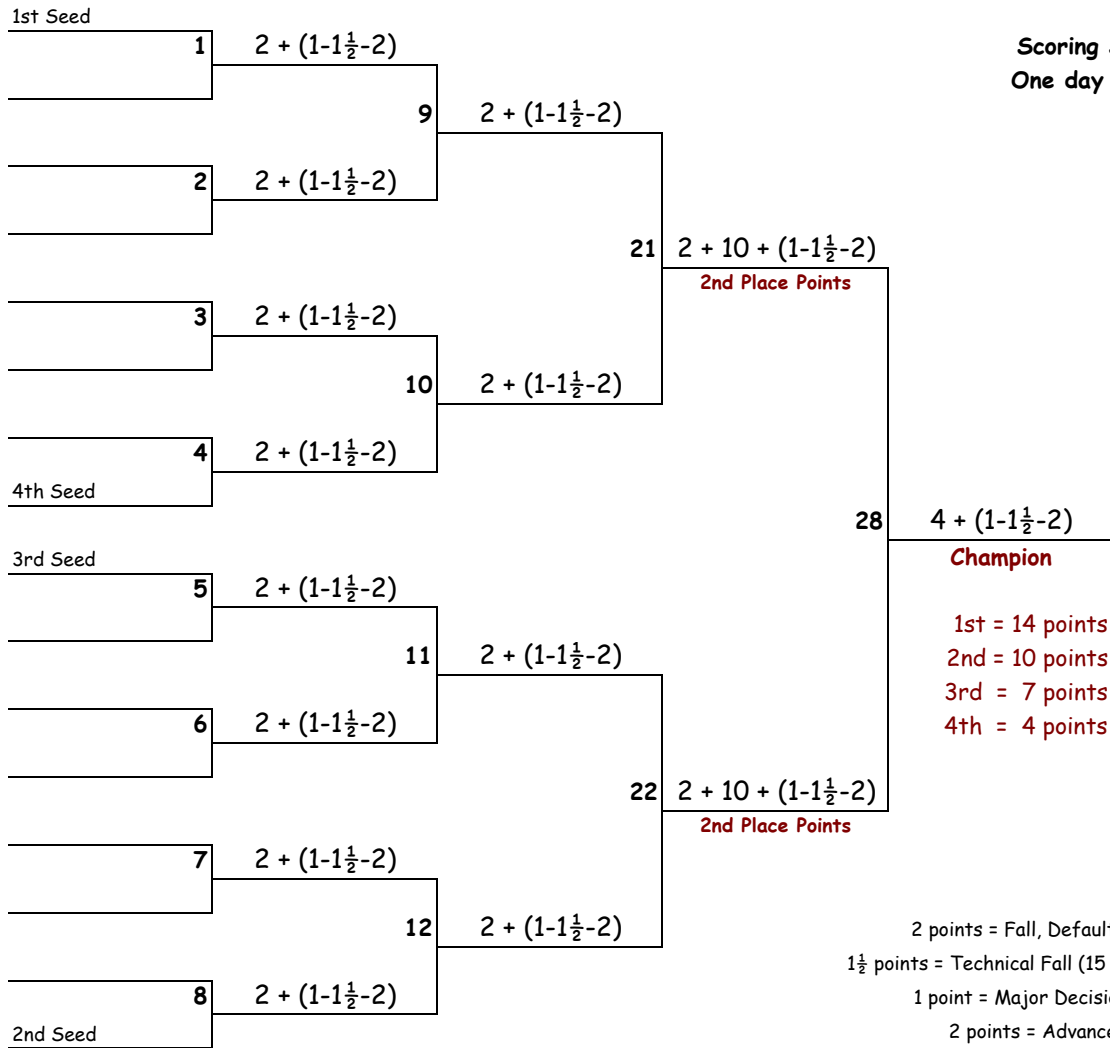 1st Seed
1 2 + (1-1½-2)
Scoring
One day
9 2 + (1-1½-2)
2 2 + (1-1½-2)
21 2 + 10 + (1-1½-2)
2nd Place Points
3 2 + (1-1½-2)
10 2 + (1-1½-2)
4 2 + (1-1½-2)
4th Seed
28 4 + (1-1½-2)
Champion
3rd Seed
5 2 + (1-1½-2)
1st = 14 points
11 2 + (1-1½-2)
2nd = 10 points
3rd = 7 points
6 2 + (1-1½-2)
4th = 4 points
22 2 + 10 + (1-1½-2)
2nd Place Points
7 2 + (1-1½-2)
12 2 + (1-1½-2)
2 points = Fall, Default
1½ points = Technical Fall (15
8 2 + (1-1½-2)
1 point = Major
2nd Seed
2 points =